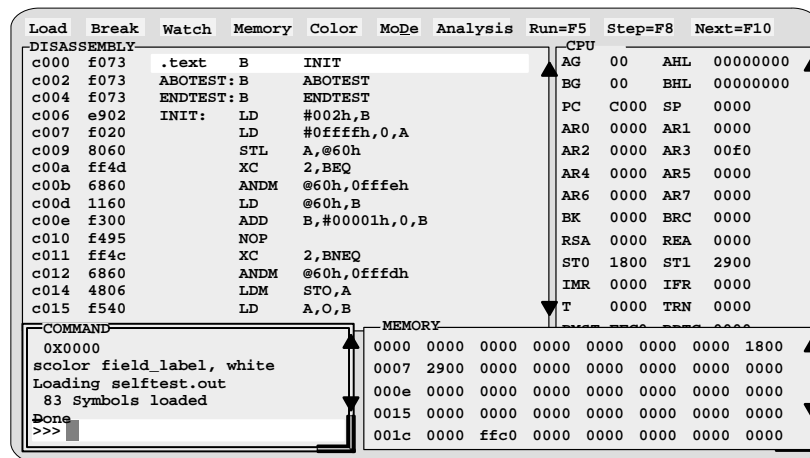 Load Break Watch Memory Color MoDe Analysis Run=F5 Step=F8 Next=F10
DISASSEMBLY
c000 f073 .text B INIT
c002 f073 ABOTEST: B ABOTEST
c004 f073 ENDTEST: B ENDTEST
c006 e902 INIT: LD #002h,B
c007 f020 LD #0ffffh,0,A
c009 8060 STL A,@60h
c00a ff4d XC 2,BEQ
c00b 6860 ANDM @60h,0fffeh
c00d 1160 LD @60h,B
c00e f300 ADD B,#00001h,0,B
c010 f495 NOP
c011 ff4c XC 2,BNEQ
c012 6860 ANDM @60h,0fffdh
c014 4806 LDM STO,A
c015 f540 LD A,O,B
CPU
AG 00 AHL 00000000
BG 00 BHL 00000000
PC C000 SP 0000
AR0 0000 AR1 0000
AR2 0000 AR3 00f0
AR4 0000 AR5 0000
AR6 0000 AR7 0000
BK 0000 BRC 0000
RSA 0000 REA 0000
ST0 1800 ST1 2900
IMR 0000 IFR 0000
T 0000 TRN 0000
COMMAND
0X0000
scolor field_label, white
Loading selftest.out
83 Symbols loaded
Done
>>>
MEMORY
0000 0000 0000 0000 0000 0000 0000 1800
0007 2900 0000 0000 0000 0000 0000 0000
000e 0000 0000 0000 0000 0000 0000 0000
0015 0000 0000 0000 0000 0000 0000 0000
001c 0000 ffc0 0000 0000 0000 0000 0000